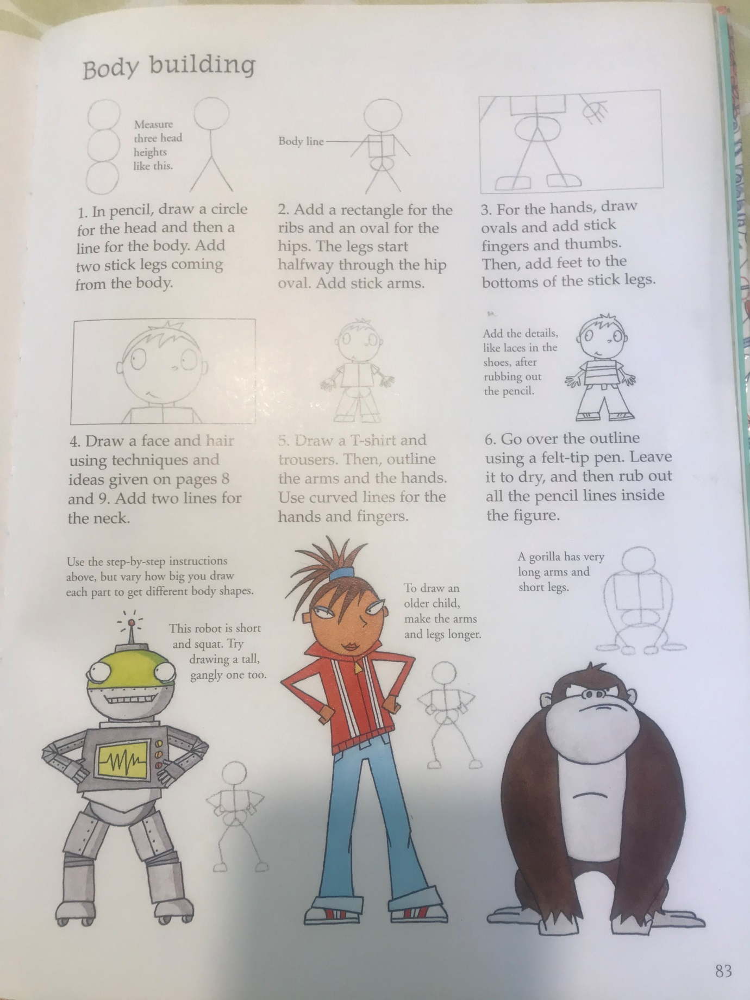 Body building
Measure
three head
heights
like this.
Body line
1. In pencil, draw a circle
for the head and then a
line for the body. Add
two stick legs coming
from the body.
2. Add a rectangle for the
ribs and an oval for the
hips. The legs start
halfway through the hip
oval. Add stick arms.
3. For the hands, draw
ovals and add stick
fingers and thumbs.
Then, add feet to the
bottoms of the stick legs.
Add the details,
like laces in the
shoes, after
rubbing out
the pencil.
4. Draw a face and hair
using techniques and
ideas given on pages 8
and 9. Add two lines for
the neck.
5. Draw a T-shirt and
trousers. Then, outline
the arms and the hands.
Use curved lines for the
hands and fingers.
6. Go over the outline
using a felt-tip pen. Leave
it to dry, and then rub out
all the pencil lines inside
the figure.
Use the step-by-step instructions
above, but vary how big you draw
each part to get different body shapes.
This robot is short
and squat. Try
drawing a tall,
gangly one too.
To draw an
older child,
make the arms
and legs longer.
A gorilla has very
long arms and
short legs.
83